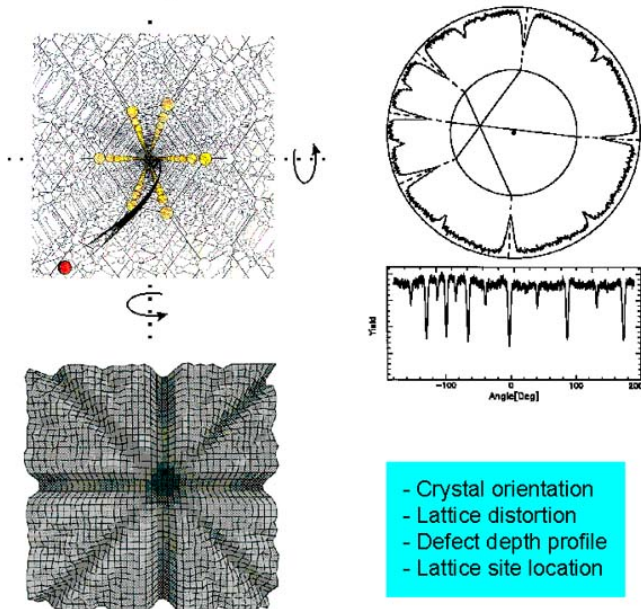 Yield
-100
0
100
200
Angle[Deg]
- Crystal orientation
- Lattice distortion
- Defect depth profile
- Lattice site location